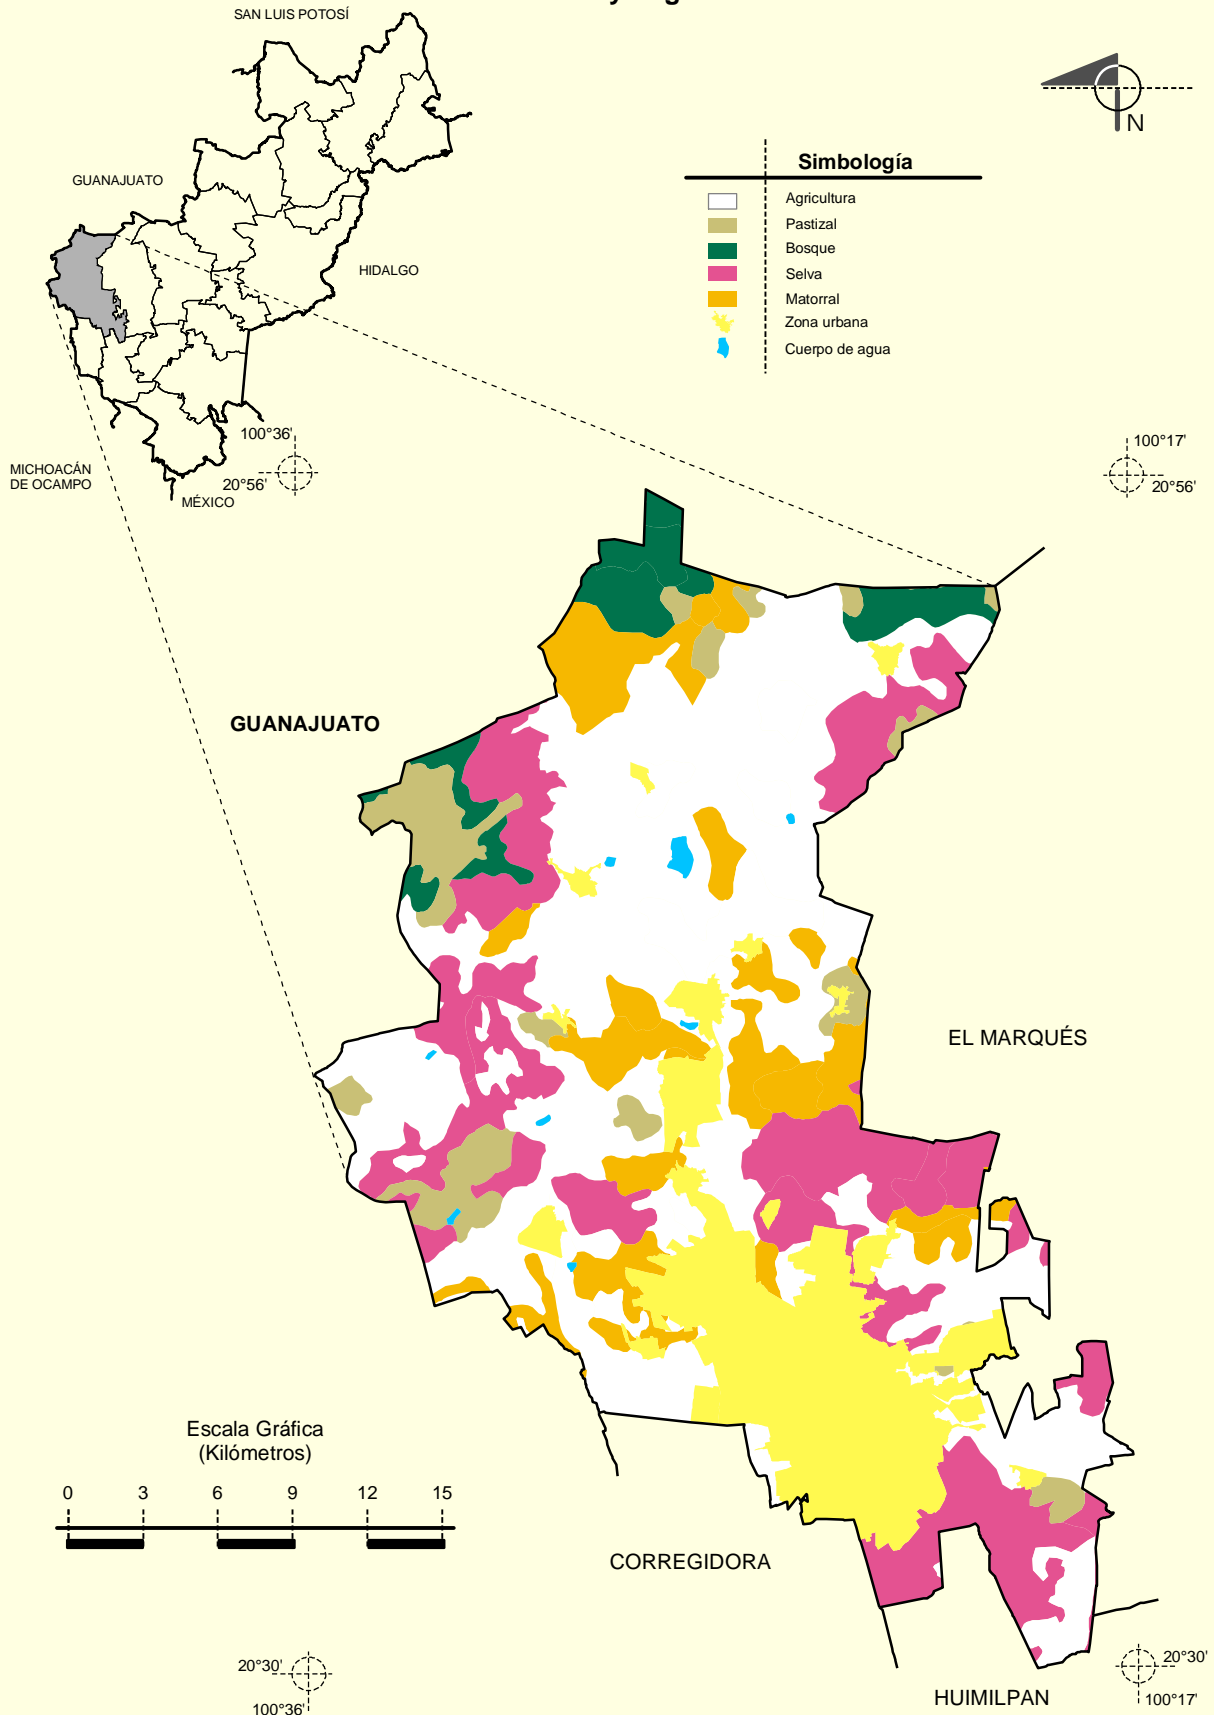 SAN LUIS POTOSÍ
GUANAJUATO
HIDALGO
MICHOACÁN
DE OCAMPO
MÉXICO
N
Simbología
Agricultura
Pastizal
Bosque
Selva
Matorral
Zona urbana
Cuerpo de agua
100°36'
20°56'
100°17'
20°56'
GUANAJUATO
EL MARQUÉS
Escala Gráfica
(Kilómetros)
0 3 6 9 12 15
CORREGIDORA
20°30'
100°36'
20°30'
100°17'
HUIMILPAN